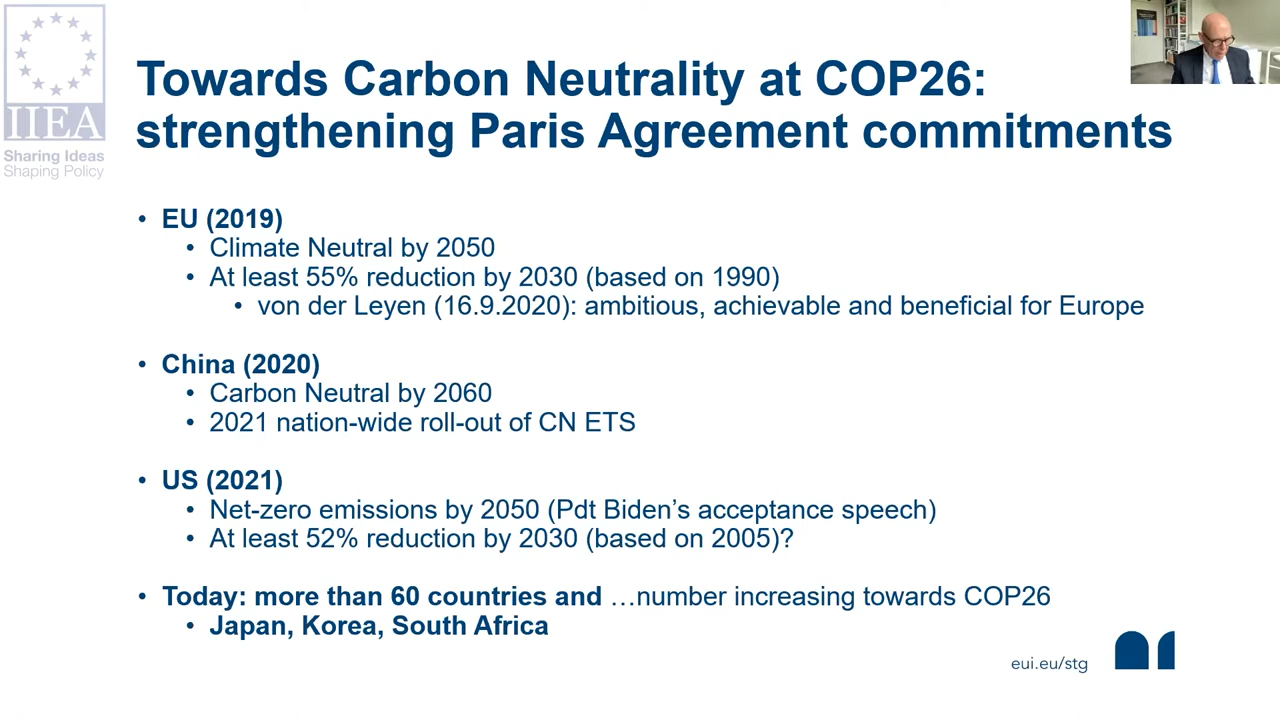 IIEA
Sharing Ideas
Shaping Policy
Towards Carbon Neutrality at COP26:
strengthening Paris Agreement commitments
• EU (2019)
• Climate Neutral by 2050
• At least 55% reduction by 2030 (based on 1990)
• von der Leyen (16.9.2020): ambitious, achievable and beneficial for Europe
• China (2020)
• Carbon Neutral by 2060
• 2021 nation-wide roll-out of CN ETS
• US (2021)
• Net-zero emissions by 2050 (Pdt Biden’s acceptance speech)
• At least 52% reduction by 2030 (based on 2005)?
• Today: more than 60 countries and …number increasing towards COP26
• Japan, Korea, South Africa
eui.eu/stg